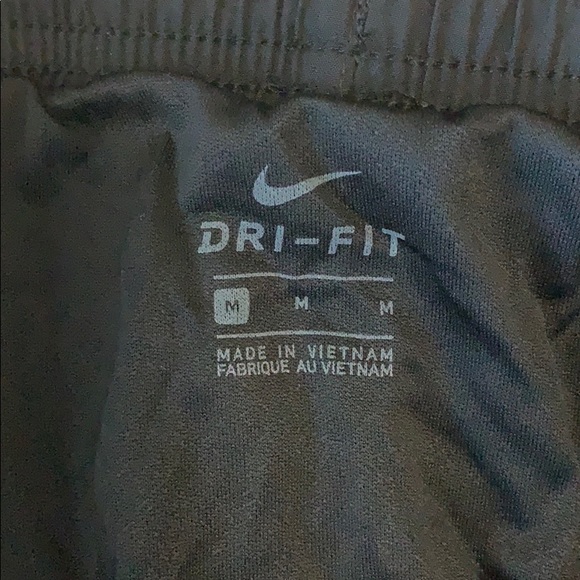 DRI-FIT
M M M
MADE IN VIETNAM
FABRIQUE AU VIETNAM